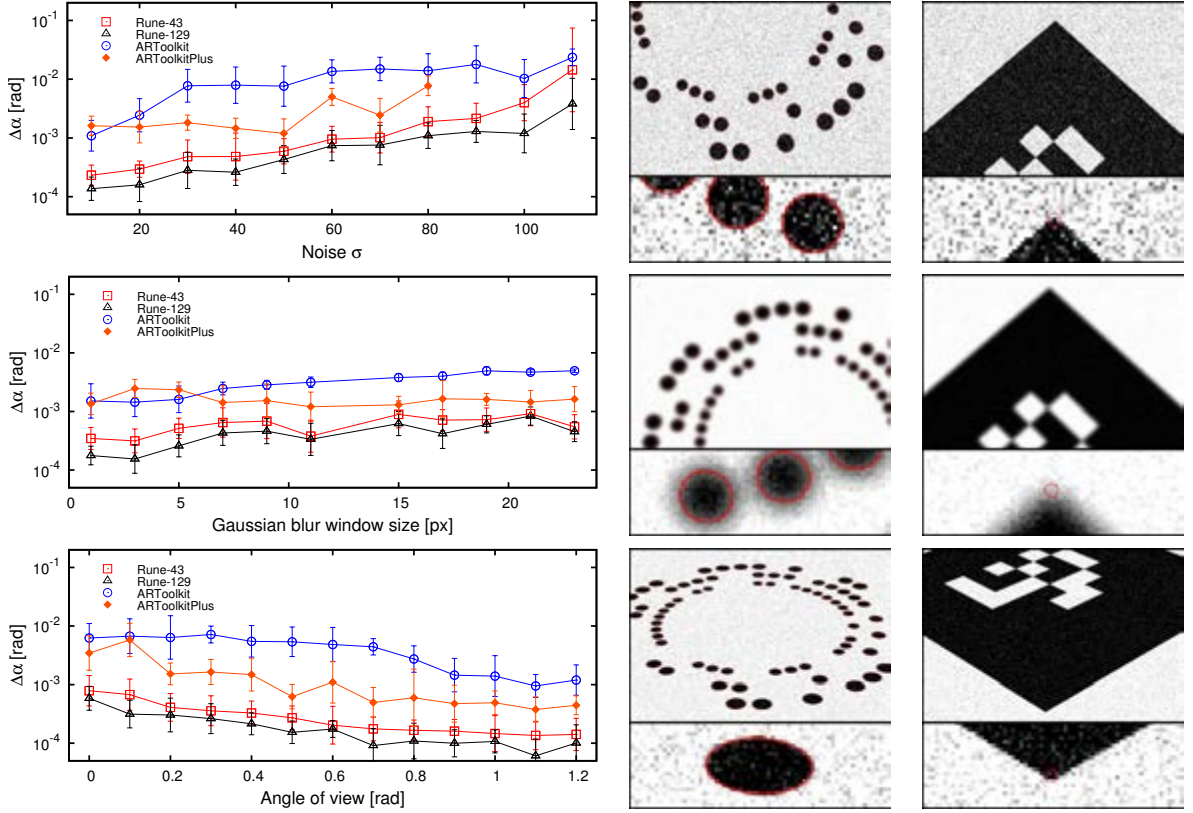 10^-1
Rune-43
Rune-129
ARToolkit
ARToolkitPlus
10^-2
Δα [rad]
10^-3
10^-4
20 40 60 80 100
Noise σ
10^-1
Rune-43
Rune-129
ARToolkit
ARToolkitPlus
10^-2
Δα [rad]
10^-3
10^-4
0 5 10 15 20
Gaussian blur window size [px]
10^-1
Rune-43
Rune-129
ARToolkit
ARToolkitPlus
10^-2
Δα [rad]
10^-3
10^-4
0 0.2 0.4 0.6 0.8 1 1.2
Angle of view [rad]